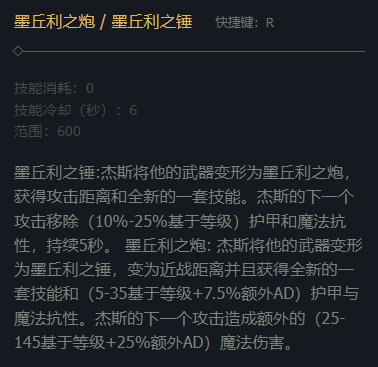 墨丘利之炮 / 墨丘利之锤 快捷键：R
技能消耗：0
技能冷却（秒）：6
范围：600
墨丘利之锤:杰斯将他的武器变形为墨丘利之炮，
获得攻击距离和全新的一套技能。杰斯的下一个
攻击移除（10%-25%基于等级）护甲和魔法抗
性，持续5秒。 墨丘利之炮: 杰斯将他的武器变形
为墨丘利之锤，变为近战距离并且获得全新的一
套技能和（5-35基于等级+7.5%额外AD）护甲与
魔法抗性。杰斯的下一个攻击造成额外的（25-
145基于等级+25%额外AD）魔法伤害。